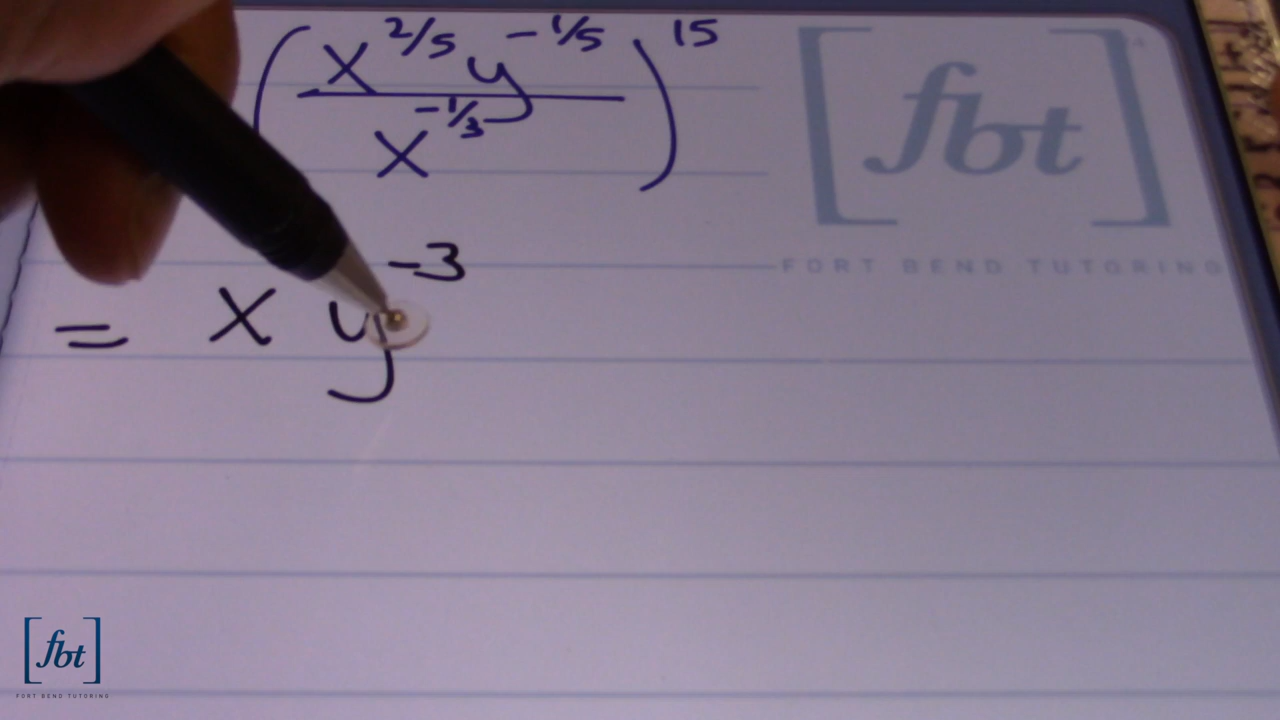 (x^{2/5} y^{-1/5} / x^{-1/3})^{15}
[fbt]
FORT BEND TUTORING
= x y^{-3}
[fbt]
FORT BEND TUTORING